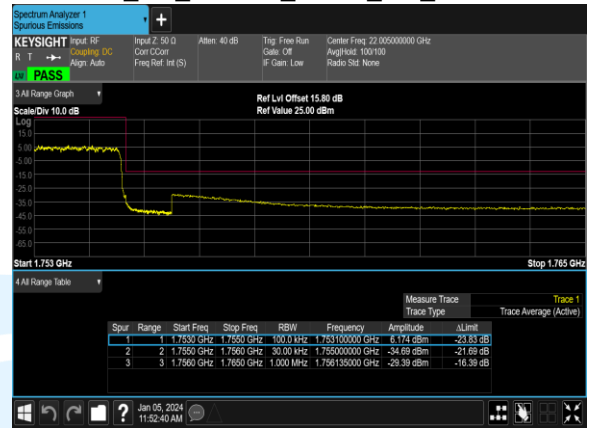 Spectrum Analyzer 1
Spurious Emissions
KEYSIGHT Input: RF Input Z: 50 Ω Atten: 40 dB Trig: Free Run Center Freq: 22.005000000 GHz
R T Coupling: DC Corr CCorr Gate: Off Avg|Hold: 100/100
Align: Auto Freq Ref: Int (S) IF Gain: Low Radio Std: None
LVI PASS
3 All Range Graph
Ref Lvl Offset 15.80 dB
Scale/Div 10.0 dB Ref Value 25.00 dBm
Log
15.0
5.00
-5.00
-15.0
-25.0
-35.0
-45.0
-55.0
-65.0
Start 1.753 GHz Stop 1.765 GHz
4 All Range Table
Measure Trace Trace 1
Trace Type Trace Average (Active)
Spur Range Start Freq Stop Freq RBW Frequency Amplitude ΔLimit
1 1 1.7530 GHz 1.7550 GHz 100.0 kHz 1.753100000 GHz 6.174 dBm -23.83 dB
2 2 1.7550 GHz 1.7560 GHz 30.00 kHz 1.755000000 GHz -34.69 dBm -21.69 dB
3 3 1.7560 GHz 1.7650 GHz 1.000 MHz 1.756135000 GHz -29.39 dBm -16.39 dB
Jan 05, 2024
11:52:40 AM